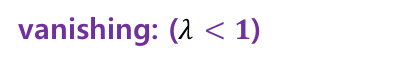 vanishing: (λ < 1)